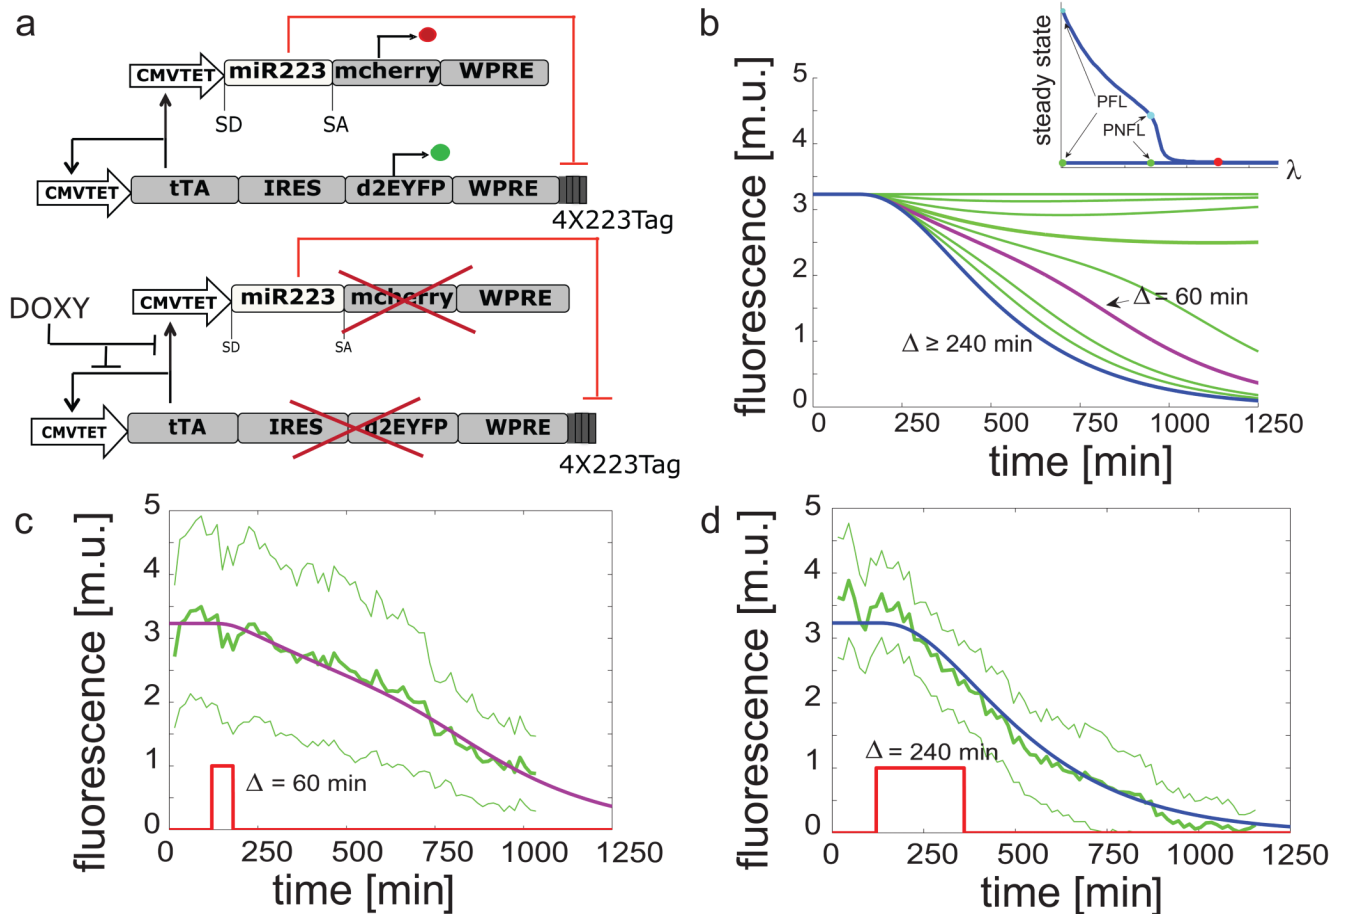 a
CMVTET miR223 mcherry WPRE
SD SA
CMVTET tTA IRES d2EYFP WPRE
4X223Tag
DOXY
CMVTET miR223 mcherry WPRE
SD SA
CMVTET tTA IRES d2EYFP WPRE
4X223Tag
b
steady state
PFL
PNFL
λ
fluorescence [m.u.]
5
4
3
2
1
0
Δ = 60 min
Δ ≥ 240 min
0 250 500 750 1000 1250
time [min]
c
fluorescence [m.u.]
5
4
3
2
1
0
Δ = 60 min
0 250 500 750 1000 1250
time [min]
d
fluorescence [m.u.]
5
4
3
2
1
0
Δ = 240 min
0 250 500 750 1000 1250
time [min]